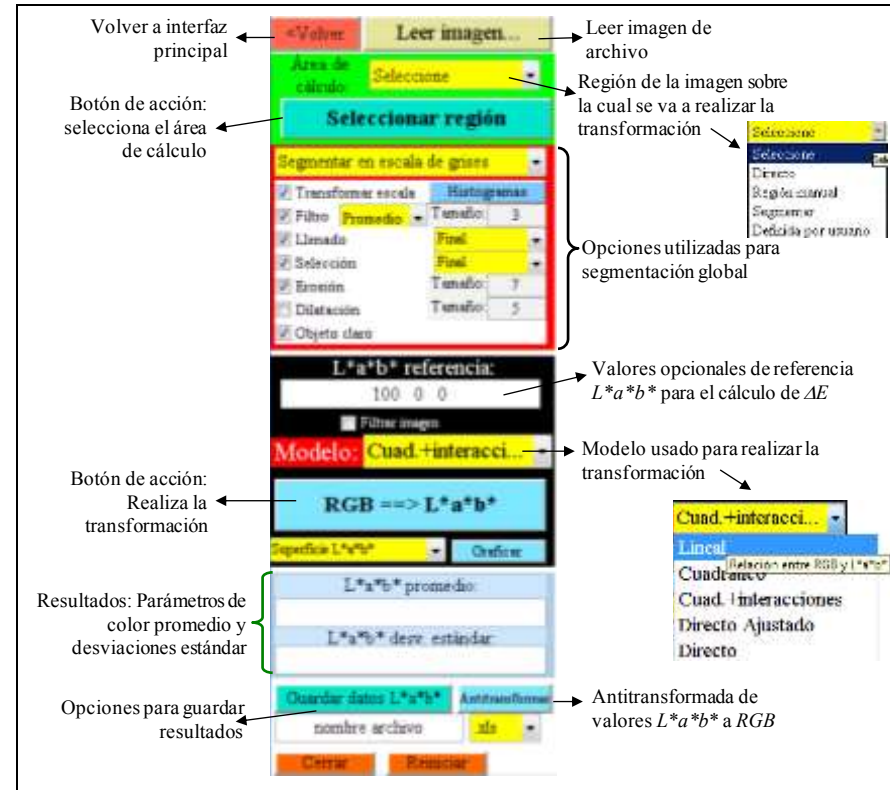 Volver a interfaz
principal
<Volver
Leer imagen...
Leer imagen de
archivo
Área de
cálculo:
Seleccione
Región de la imagen sobre
la cual se va a realizar la
transformación
Botón de acción:
selecciona el área
de cálculo
Seleccionar región
Seleccione
Seleccione
Directo
Región manual
Segmentar
Definida por usuario
Segmentar en escala de grises
Transformar escala
Histogramas
Filtro
Promedio
Tamaño:
3
Llenado
Final
Selección
Final
Erosión
Tamaño:
7
Dilatación
Tamaño:
5
Objeto claro
Opciones utilizadas para
segmentación global
L*a*b* referencia:
100 0 0
Filtrar imagen
Valores opcionales de referencia
L*a*b* para el cálculo de ΔE
Modelo:
Cuad.+interacci...
Modelo usado para realizar la
transformación
Botón de acción:
Realiza la
transformación
RGB ==> L*a*b*
Cuad.+interacci...
Lineal
Relación entre RGB y L*a*b*
Cuadrático
Cuad.+interacciones
Directo Ajustado
Directo
Superficie L*a*b*
Graficar
Resultados: Parámetros de
color promedio y
desviaciones estándar
L*a*b* promedio:
L*a*b* desv. estándar
Opciones para guardar
resultados
Guardar datos L*a*b*
Antitransformar
nombre archivo
xls
Antitransformada de
valores L*a*b* a RGB
Cerrar
Reiniciar